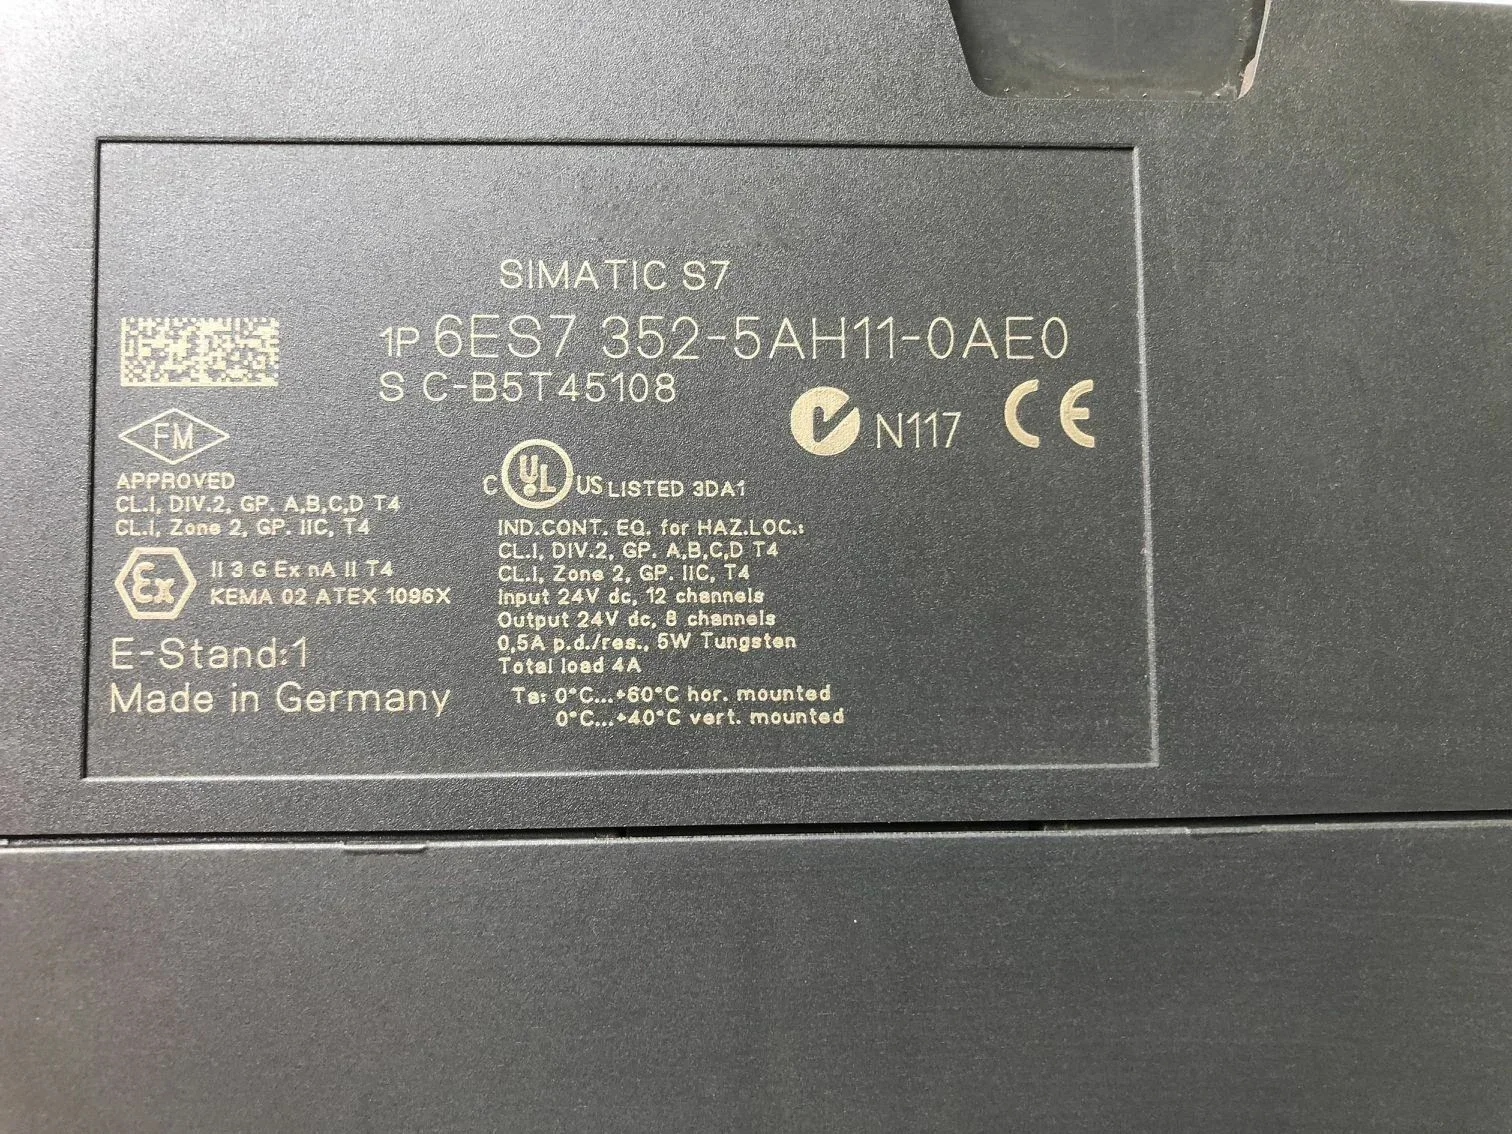 SIMATIC S7
1P 6ES7 352-5AH11-0AE0
S C-B5T45108
N117 CE
FM
APPROVED
CL.I, DIV.2, GP. A,B,C,D T4
CL.I, Zone 2, GP. IIC, T4
Ex II 3 G Ex nA II T4
KEMA 02 ATEX 1096X
E-Stand:1
Made in Germany
C UL US LISTED 3DA1
IND.CONT. EQ. for HAZ.LOC.:
CL.I, DIV.2, GP. A,B,C,D T4
CL.I, Zone 2, GP. IIC, T4
Input 24V dc, 12 channels
Output 24V dc, 8 channels
0,5A p.d./res., 5W Tungsten
Total load 4A
Ta: 0°C...+60°C hor. mounted
0°C...+40°C vert. mounted